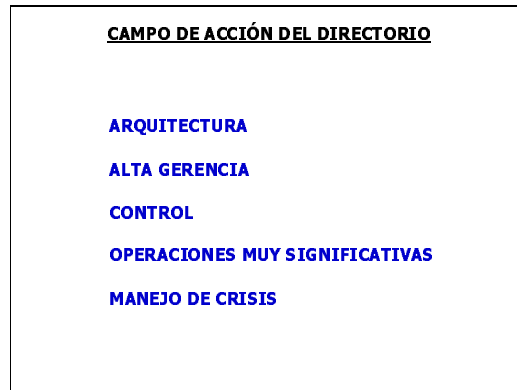 CAMPO DE ACCIÓN DEL DIRECTORIO
ARQUITECTURA
ALTA GERENCIA
CONTROL
OPERACIONES MUY SIGNIFICATIVAS
MANEJO DE CRISIS